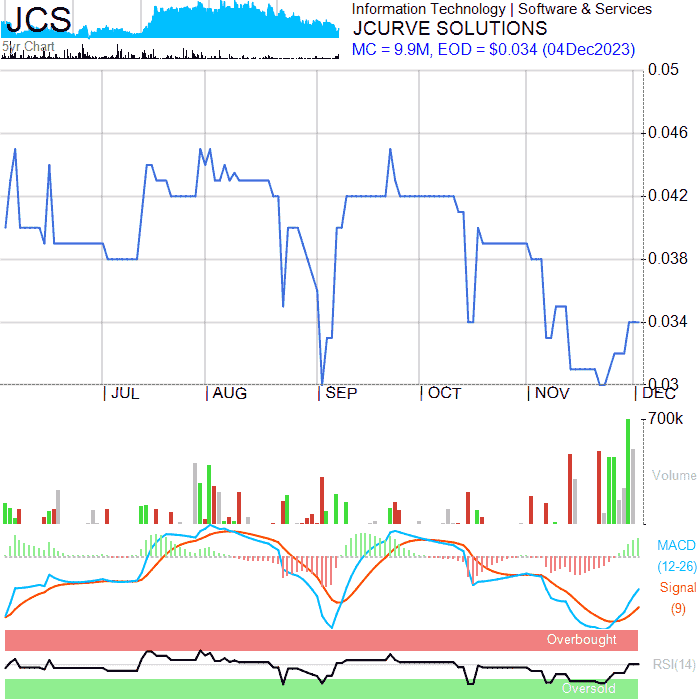 JCS
5yr Chart
Information Technology | Software & Services
JCURVE SOLUTIONS
MC = 9.9M, EOD = $0.034 (04Dec2023)
0.05
0.046
0.042
0.038
0.034
0.03
JUL AUG SEP OCT NOV DEC
700k
Volume
MACD
(12-26)
Signal
(9)
Overbought
RSI(14)
Oversold